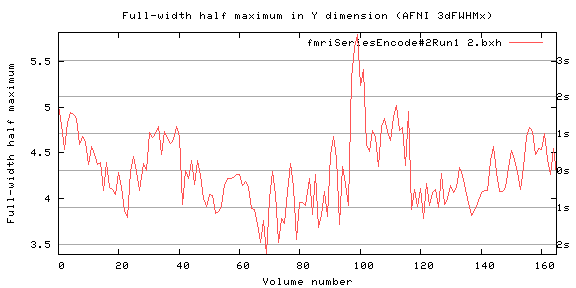 Full-width half maximum in Y dimension (AFNI 3dFWHMx)
fmriSeriesEncode#2Run1 2.bxh
Full-width half maximum
5.5
5
4.5
4
3.5
3s
2s
1s
0s
1s
2s
0 20 40 60 80 100 120 140 160
Volume number